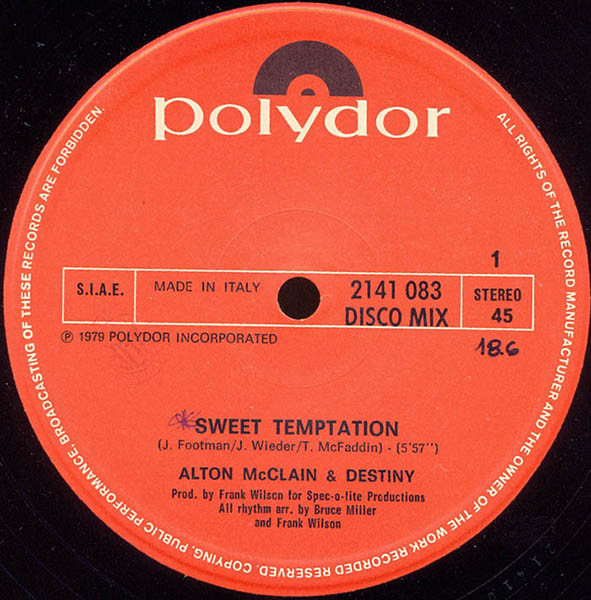 polydor
ALL RIGHTS OF THE RECORD MANUFACTURER AND THE OWNER OF THE WORK RECORDED RESERVED. COPYING, PUBLIC PERFORMANCE, BROADCASTING OF THESE RECORDS ARE FORBIDDEN.
1
S.I.A.E.
MADE IN ITALY
2141 083
DISCO MIX
STEREO
45
℗ 1979 POLYDOR INCORPORATED
18.6
SWEET TEMPTATION
(J. Footman/J. Wieder/T. McFaddin) - (5'57'')
ALTON McCLAIN & DESTINY
Prod. by Frank Wilson for Spec-o-lite Productions
All rhythm arr. by Bruce Miller
and Frank Wilson